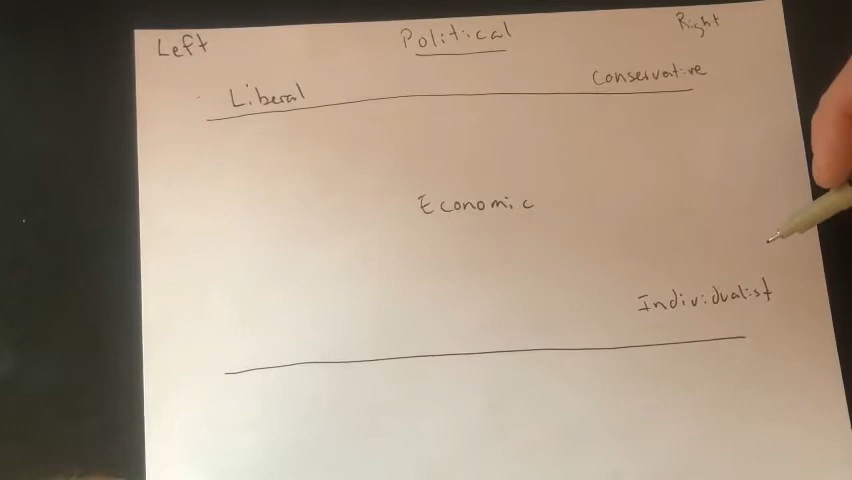 Left Political Right
Liberal Conservative
Economic
Individualist